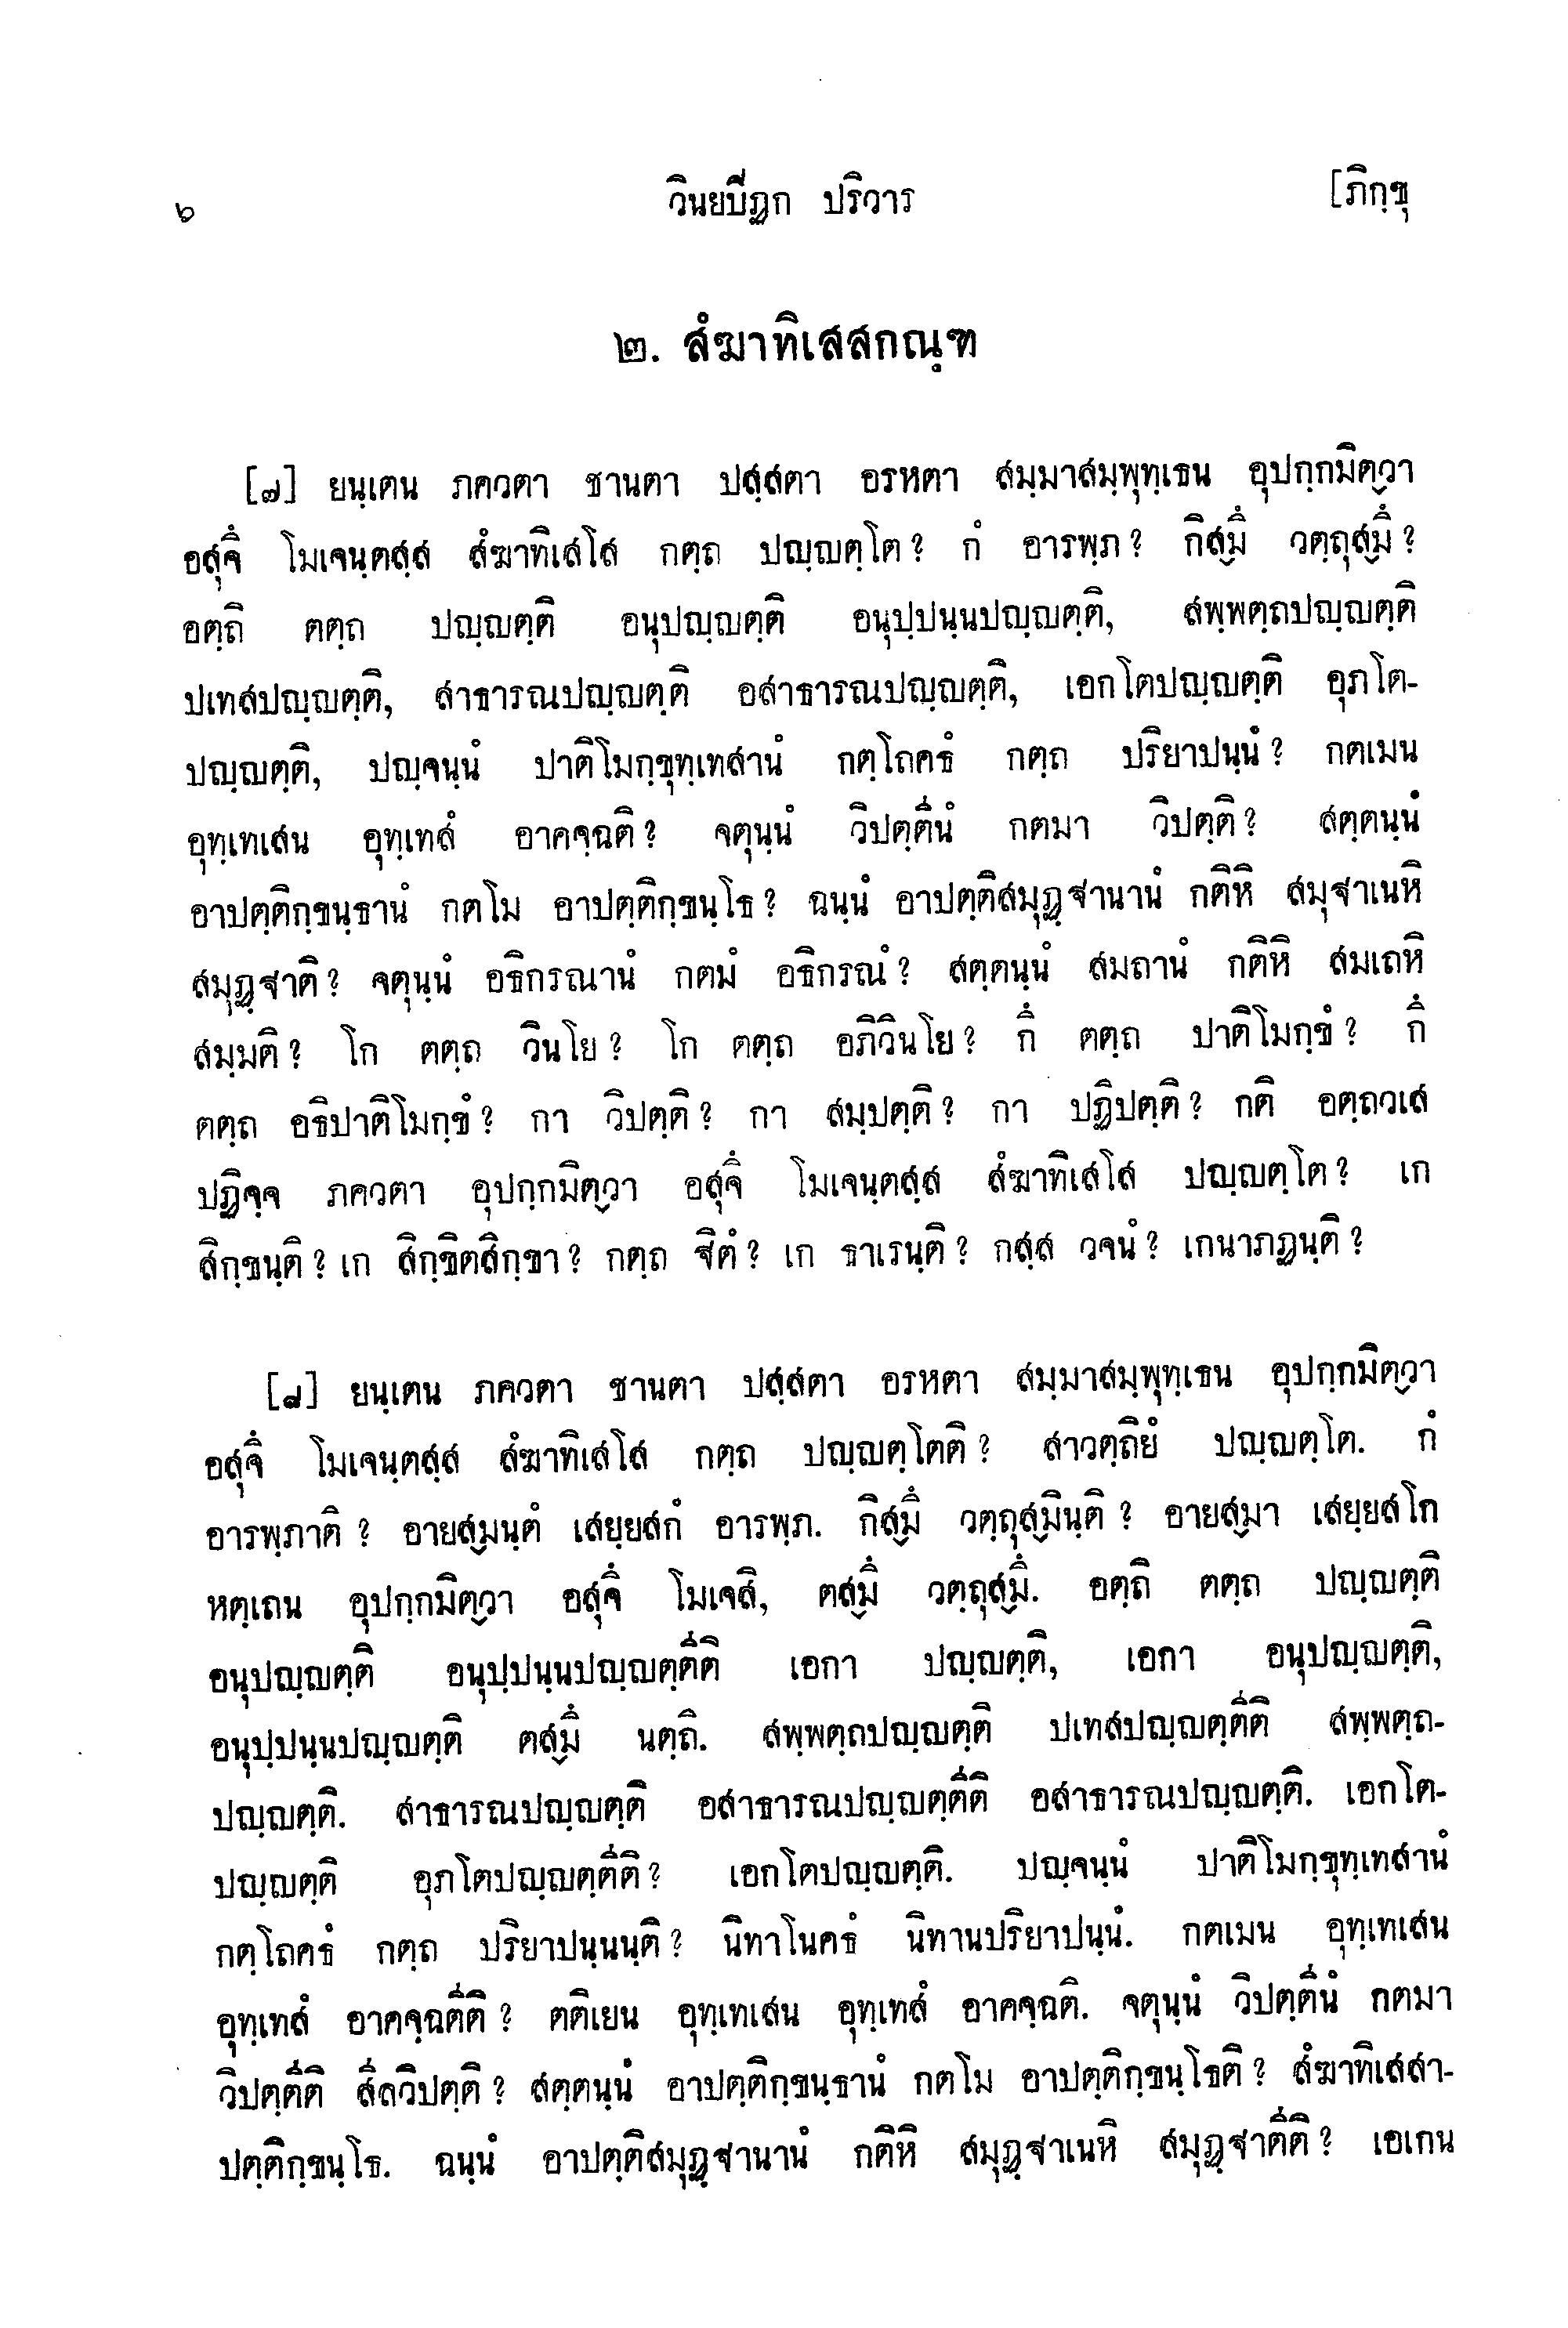 ๖ วินยปิฏก ปริวาร [ภิกฺขุ
๒. สํฆาทิเสสกณฺฑ
[๗] ยนฺเตน ภควตา ชานตา ปสฺสตา อรหตา สมฺมาสมฺพุทฺเธน อุปกฺกมิตฺวา
อสุจึ โมเจนฺตสฺส สํฆาทิเสโส กตฺถ ปญฺญตฺโต? กํ อารพฺภ? กิสฺมึ วตฺถุสฺมึ?
อตฺถิ ตตฺถ ปญฺญตฺติ อนุปญฺญตฺติ อนุปฺปนฺนปญฺญตฺติ, สพฺพตฺถปญฺญตฺติ
ปเทสปญฺญตฺติ, สาธารณปญฺญตฺติ อสาธารณปญฺญตฺติ, เอกโตปญฺญตฺติ อุภโต-
ปญฺญตฺติ, ปญฺจนฺนํ ปาติโมกฺขุทฺเทสานํ กตฺโถคธํ กตฺถ ปริยาปนฺนํ? กตเมน
อุทฺเทเสน อุทฺเทสํ อาคจฺฉติ? จตุนฺนํ วิปตฺตีนํ กตมา วิปตฺติ? สตฺตนฺนํ
อาปตฺติกฺขนฺธานํ กตโม อาปตฺติกฺขนฺโธ? ฉนฺนํ อาปตฺติสมุฏฺฐานานํ กติหิ สมุฐาเนหิ
สมุฏฺฐาติ? จตุนฺนํ อธิกรณานํ กตมํ อธิกรณํ? สตฺตนฺนํ สมถานํ กติหิ สมเถหิ
สมฺมติ? โก ตตฺถ วินโย? โก ตตฺถ อภิวินโย? กึ ตตฺถ ปาติโมกฺขํ? กึ
ตตฺถ อธิปาติโมกฺขํ? กา วิปตฺติ? กา สมฺปตฺติ? กา ปฏิปตฺติ? กติ อตฺถวเส
ปฏิจฺจ ภควตา อุปกฺกมิตฺวา อสุจึ โมเจนฺตสฺส สํฆาทิเสโส ปญฺญตฺโต? เก
สิกฺขนฺติ? เก สิกฺขิตสิกฺขา? กตฺถ ฐิตํ? เก ธาเรนฺติ? กสฺส วจนํ? เกนาภฏนฺติ?
[๘] ยนฺเตน ภควตา ชานตา ปสฺสตา อรหตา สมฺมาสมฺพุทฺเธน อุปกฺกมิตฺวา
อสุจึ โมเจนฺตสฺส สํฆาทิเสโส กตฺถ ปญฺญตฺโตติ? สาวตฺถิยํ ปญฺญตฺโต. กํ
อารพฺภาติ? อายสฺมนฺตํ เสยฺยสกํ อารพฺภ. กิสฺมึ วตฺถุสฺมินฺติ? อายสฺมา เสยฺยสโก
หตฺเถน อุปกฺกมิตฺวา อสุจึ โมเจสิ, ตสฺมึ วตฺถุสฺมึ. อตฺถิ ตตฺถ ปญฺญตฺติ
อนุปญฺญตฺติ อนุปฺปนฺนปญฺญตฺตีติ เอกา ปญฺญตฺติ, เอกา อนุปญฺญตฺติ,
อนุปฺปนฺนปญฺญตฺติ ตสฺมึ นตฺถิ. สพฺพตฺถปญฺญตฺติ ปเทสปญฺญตฺตีติ สพฺพตฺถ-
ปญฺญตฺติ. สาธารณปญฺญตฺติ อสาธารณปญฺญตฺตีติ อสาธารณปญฺญตฺติ. เอกโต-
ปญฺญตฺติ อุภโตปญฺญตฺตีติ? เอกโตปญฺญตฺติ. ปญฺจนฺนํ ปาติโมกฺขุทฺเทสานํ
กตฺโถคธํ กตฺถ ปริยาปนฺนนฺติ? นิทาโนคธํ นิทานปริยาปนฺนํ. กตเมน อุทฺเทเสน
อุทฺเทสํ อาคจฺฉตีติ? ตติเยน อุทฺเทเสน อุทฺเทสํ อาคจฺฉติ. จตุนฺนํ วิปตฺตีนํ กตมา
วิปตฺตีติ สีลวิปตฺติ? สตฺตนฺนํ อาปตฺติกฺขนฺธานํ กตโม อาปตฺติกฺขนฺโธติ? สํฆาทิเสสา-
ปตฺติกฺขนฺโธ. ฉนฺนํ อาปตฺติสมุฏฺฐานานํ กติหิ สมุฏฺฐาเนหิ สมุฏฺฐาตีติ? เอเกน